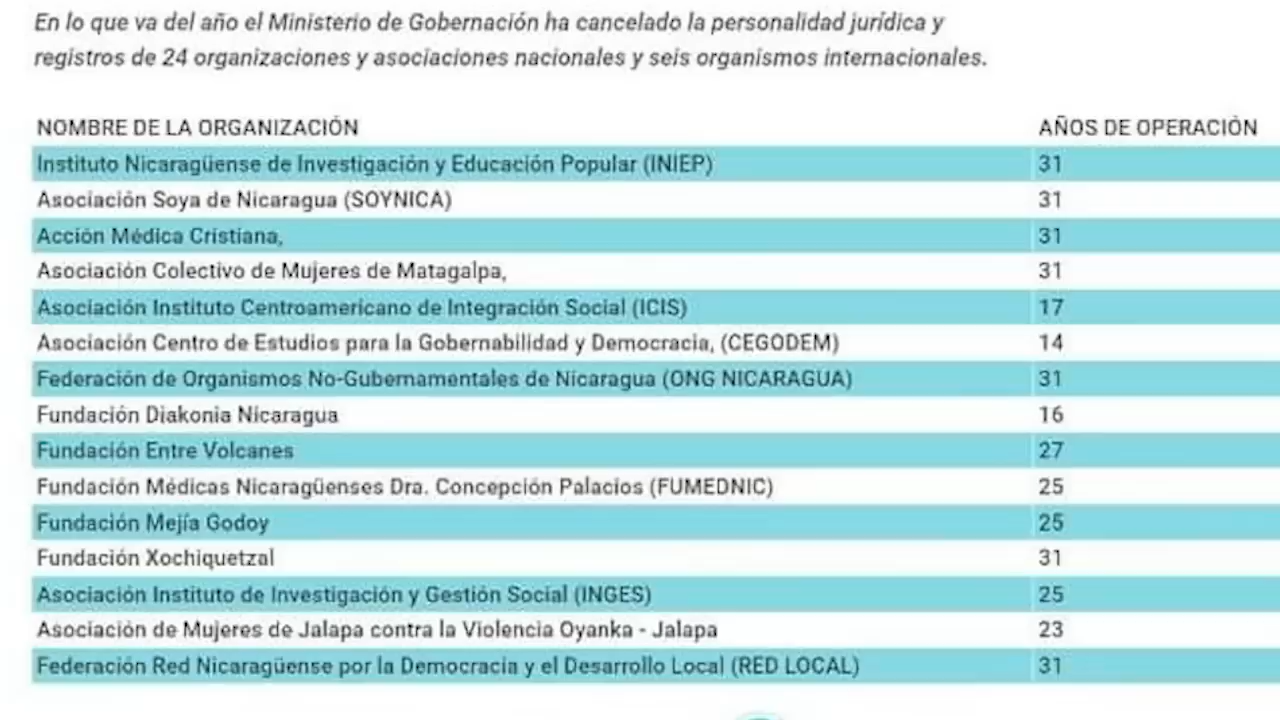 En lo que va del año el Ministerio de Gobernación ha cancelado la personalidad jurídica y
registros de 24 organizaciones y asociaciones nacionales y seis organismos internacionales.
NOMBRE DE LA ORGANIZACIÓN AÑOS DE OPERACIÓN
Instituto Nicaragüense de Investigación y Educación Popular (INIEP) 31
Asociación Soya de Nicaragua (SOYNICA) 31
Acción Médica Cristiana, 31
Asociación Colectivo de Mujeres de Matagalpa, 31
Asociación Instituto Centroamericano de Integración Social (ICIS) 17
Asociación Centro de Estudios para la Gobernabilidad y Democracia, (CEGODEM) 14
Federación de Organismos No-Gubernamentales de Nicaragua (ONG NICARAGUA) 31
Fundación Diakonia Nicaragua 16
Fundación Entre Volcanes 27
Fundación Médicas Nicaragüenses Dra. Concepción Palacios (FUMEDNIC) 25
Fundación Mejía Godoy 25
Fundación Xochiquetzal 31
Asociación Instituto de Investigación y Gestión Social (INGES) 25
Asociación de Mujeres de Jalapa contra la Violencia Oyanka - Jalapa 23
Federación Red Nicaragüense por la Democracia y el Desarrollo Local (RED LOCAL) 31